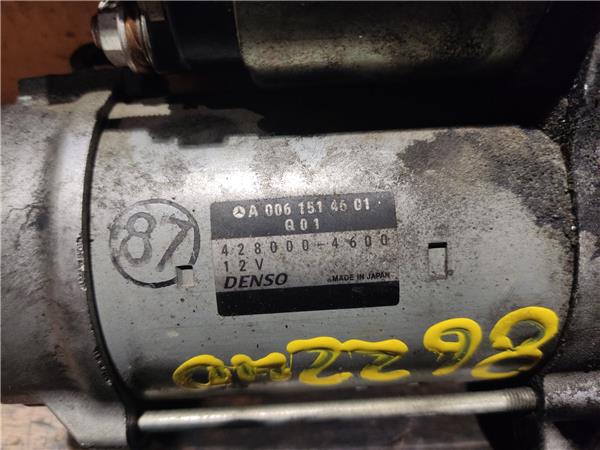 87
A 006 151 46 01
Q01
428000-4600
12V
DENSO MADE IN JAPAN